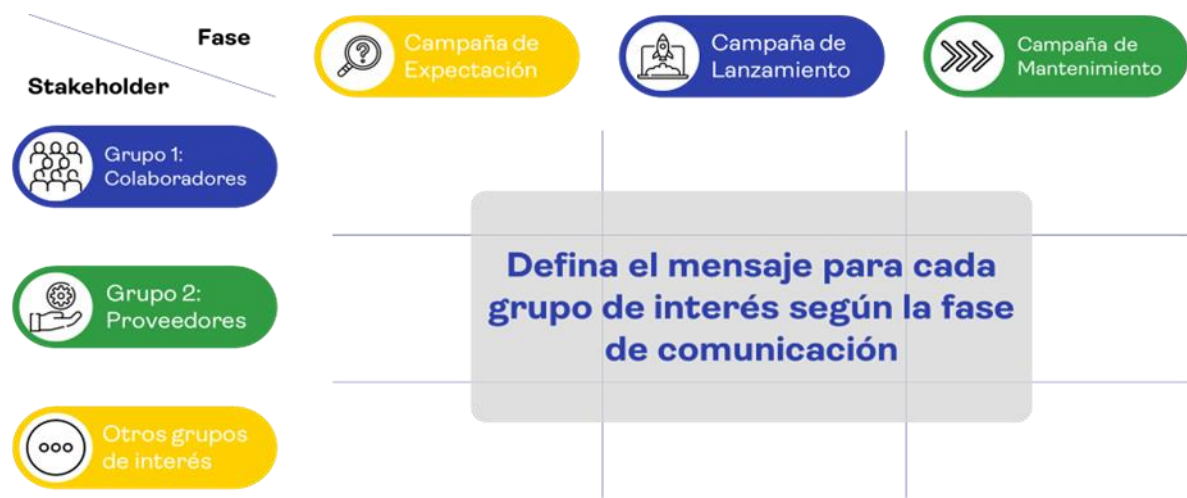 Fase
Stakeholder
Campaña de
Expectación
Campaña de
Lanzamiento
Campaña de
Mantenimiento
Grupo 1:
Colaboradores
Grupo 2:
Proveedores
Otros grupos
de interés
Defina el mensaje para cada
grupo de interés según la fase
de comunicación